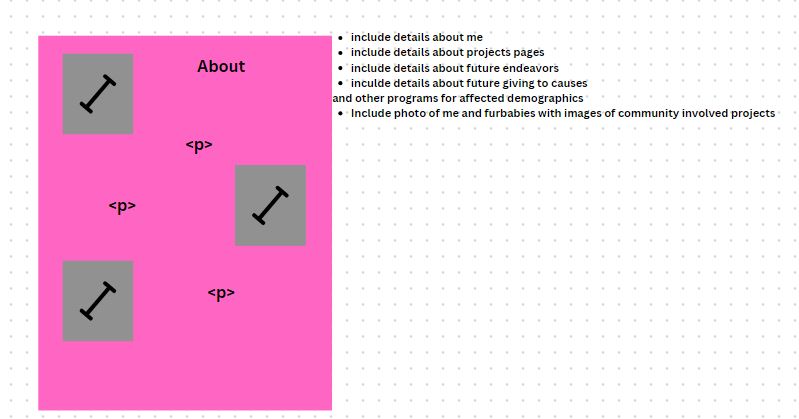 About
<p>
<p>
<p>
• include details about me
• include details about projects pages
• include details about future endeavors
• inculde details about future giving to causes
and other programs for affected demographics
• Include photo of me and furbabies with images of community involved projects